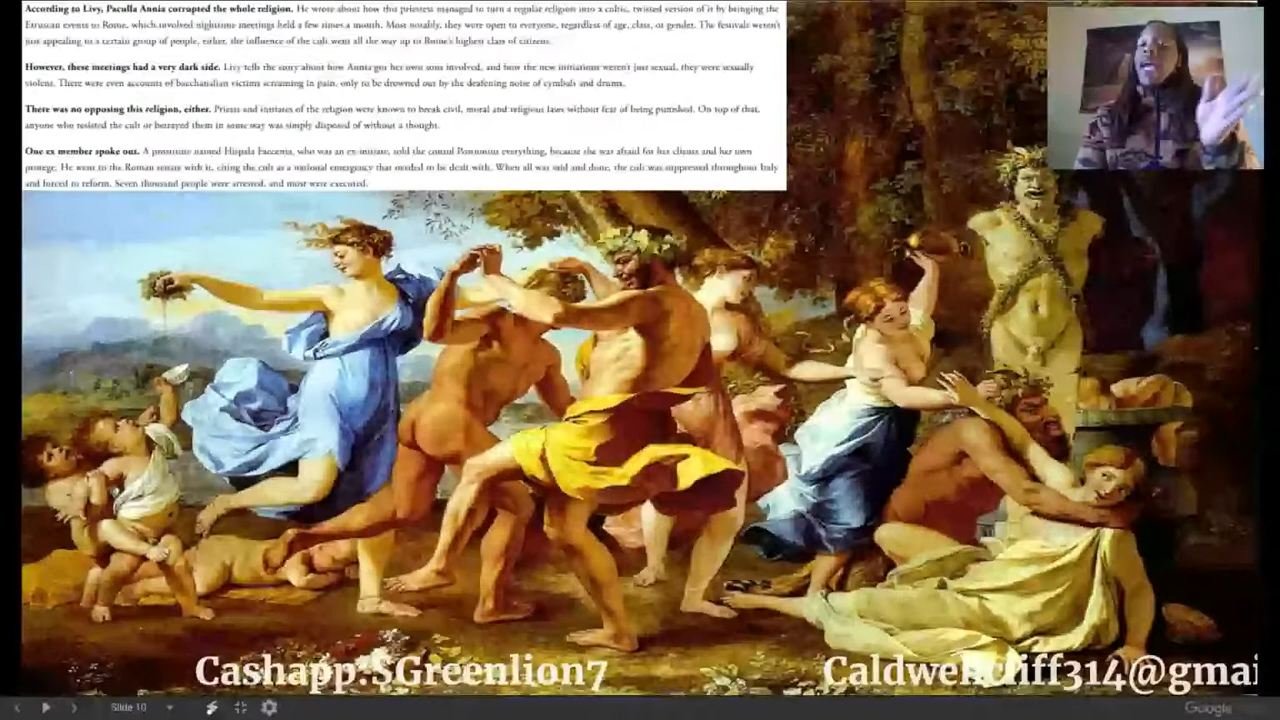 According to Livy, Paculla Annia corrupted the whole religion. He wrote about how this priestess managed to turn a regular religion into a cultic, twisted version of it by bringing the
Etruscan events to Rome, which involved nighttime meetings held a few times a month. Most notably, they were open to everyone, regardless of age, class, or gender. The festivals weren't
just appealing to a certain group of people, either, the influence of the cult went all the way up to Rome's highest class of citizens.
However, these meetings had a very dark side. Livy tells the story about how Annia got her own sons involved, and how the new initiations weren't just sexual, they were sexually
violent. There were even accounts of bacchanalian victims screaming in pain, only to be drowned out by the deafening noise of cymbals and drums.
There was no opposing this religion, either. Priests and initiates of the religion were known to break civil, moral and religious laws without fear of being punished. On top of that,
anyone who resisted the cult or betrayed them in some way was simply disposed of without a thought.
One ex member spoke out. A prostitute named Hispala Faecenia, who was an ex-initiate, told the consul Postumius everything, because she was afraid for her clients and her own
protege. He went to the Roman senate with it, citing the cult as a national emergency that needed to be dealt with. When all was said and done, the cult was suppressed throughout Italy
and forced to reform. Seven thousand people were arrested, and most were executed.
Cashapp:$Greenlion7
Caldwellcliff314@gmai
Slide 10
Google